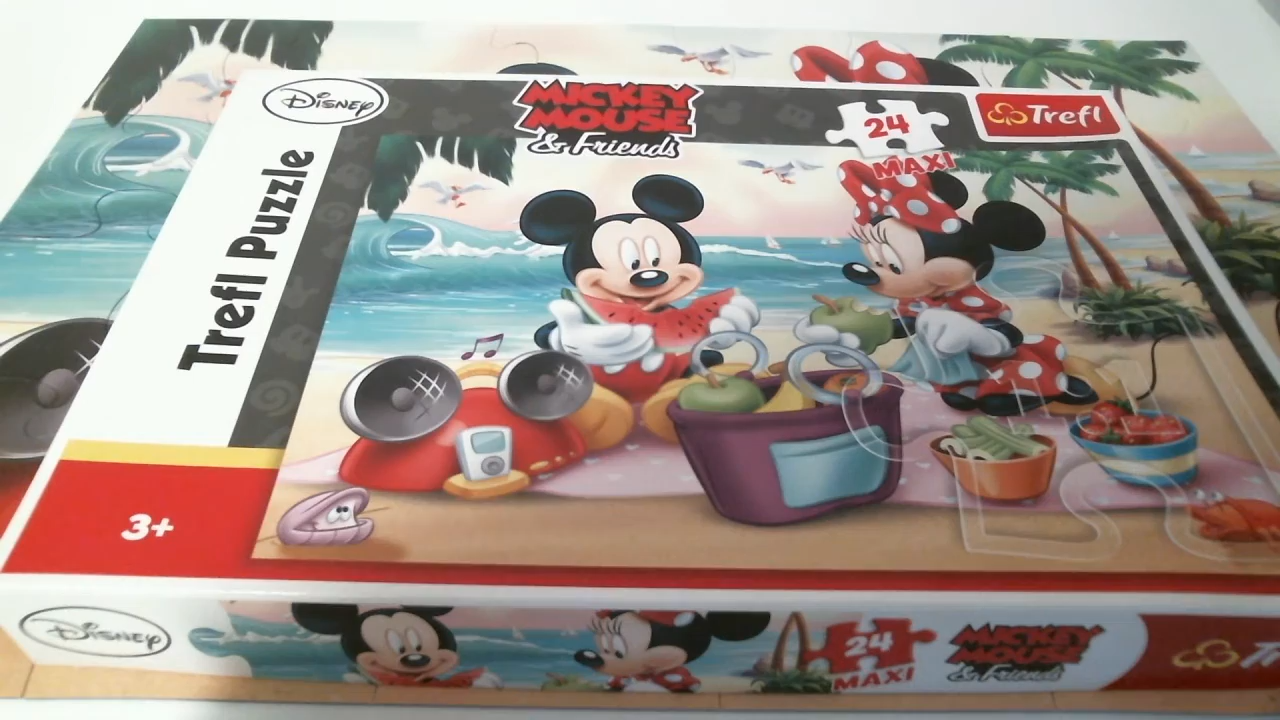 Disney
MICKEY
MOUSE
& Friends
24
MAXI
Trefl
Trefl Puzzle
3+
Disney
24
MAXI
MICKEY
MOUSE
& Friends